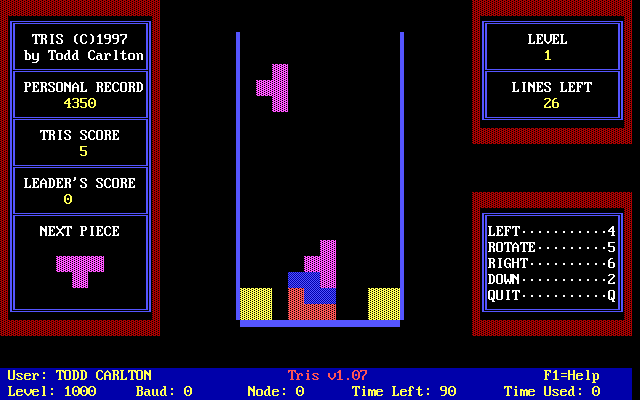 TRIS (C)1997
by Todd Carlton
PERSONAL RECORD
4350
TRIS SCORE
5
LEADER'S SCORE
0
NEXT PIECE
LEVEL
1
LINES LEFT
26
LEFT···········4
ROTATE·········5
RIGHT··········6
DOWN···········2
QUIT···········Q
User: TODD CARLTON Tris v1.07 F1=Help
Level: 1000 Baud: 0 Node: 0 Time Left: 90 Time Used: 0